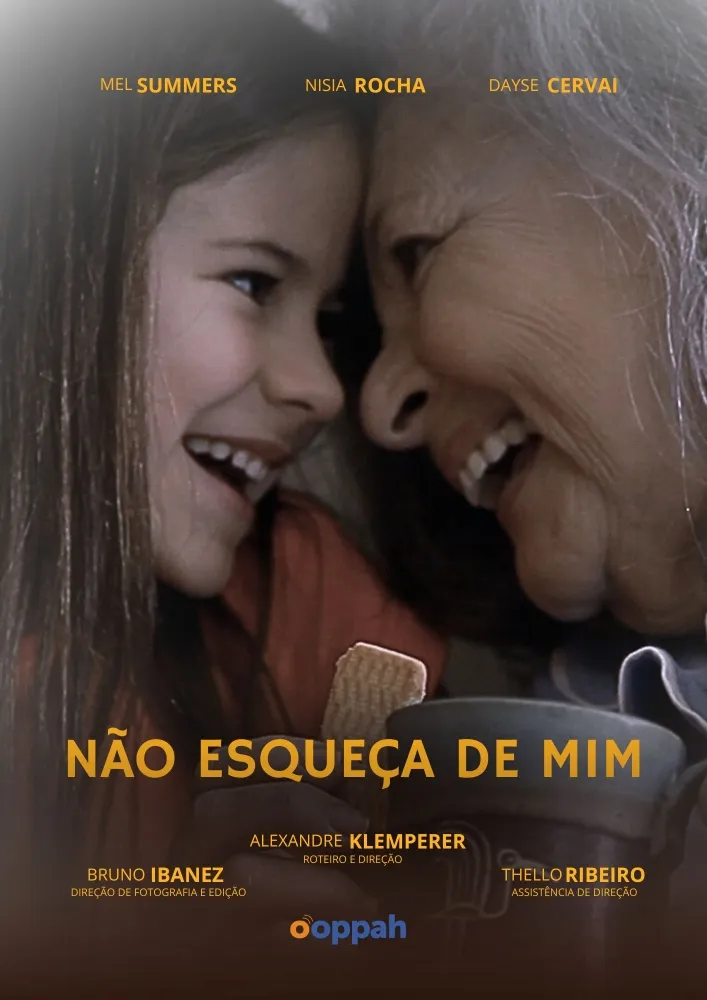 MEL SUMMERS NISIA ROCHA DAYSE CERVAI
NÃO ESQUEÇA DE MIM
ALEXANDRE KLEMPERER
ROTEIRO E DIREÇÃO
BRUNO IBANEZ THELLO RIBEIRO
DIREÇÃO DE FOTOGRAFIA E EDIÇÃO ASSISTÊNCIA DE DIREÇÃO
ooppah